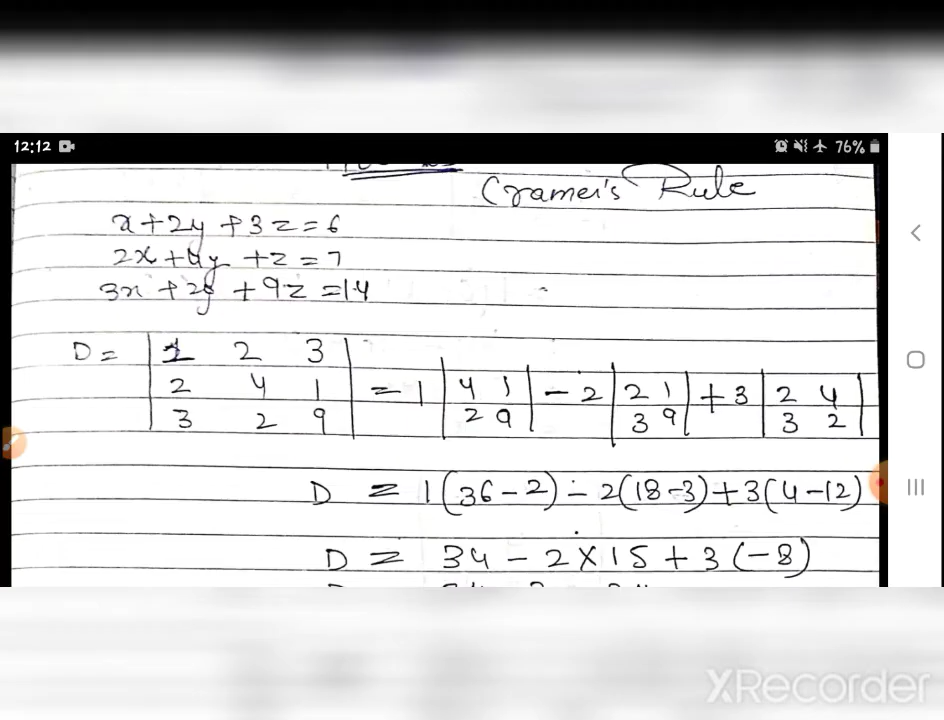 12:12 76%
Cramer's Rule
x+2y+3z=6
2x+4y+z=7
3x+2y+9z=14
D= |1 2 3| = 1 |4 1| - 2 |2 1| + 3 |2 4|
|2 4 1| |2 9| |3 9| |3 2|
|3 2 9|
D = 1(36-2) - 2(18-3)+3(4-12)
D = 34 - 2×15 + 3(-8)
XRecorder